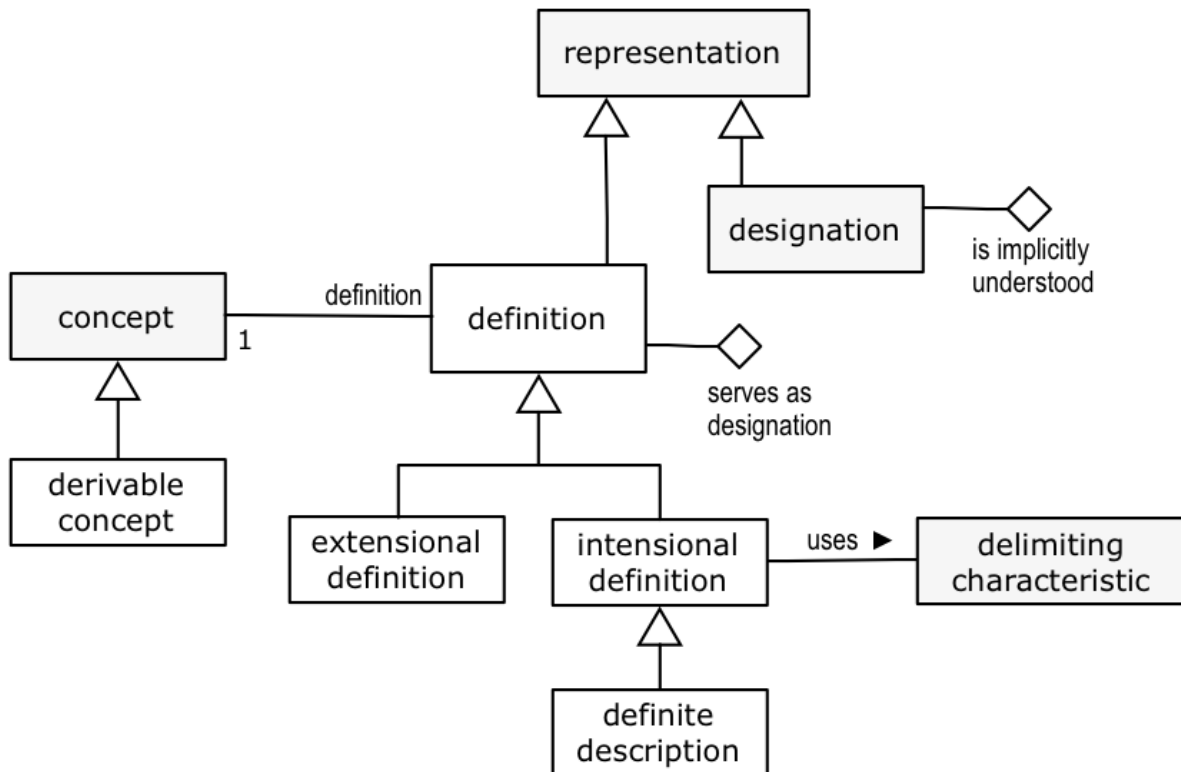 representation
designation
is implicitly
understood
concept
1
definition
definition
serves as
designation
derivable
concept
extensional
definition
intensional
definition
uses ►
delimiting
characteristic
definite
description